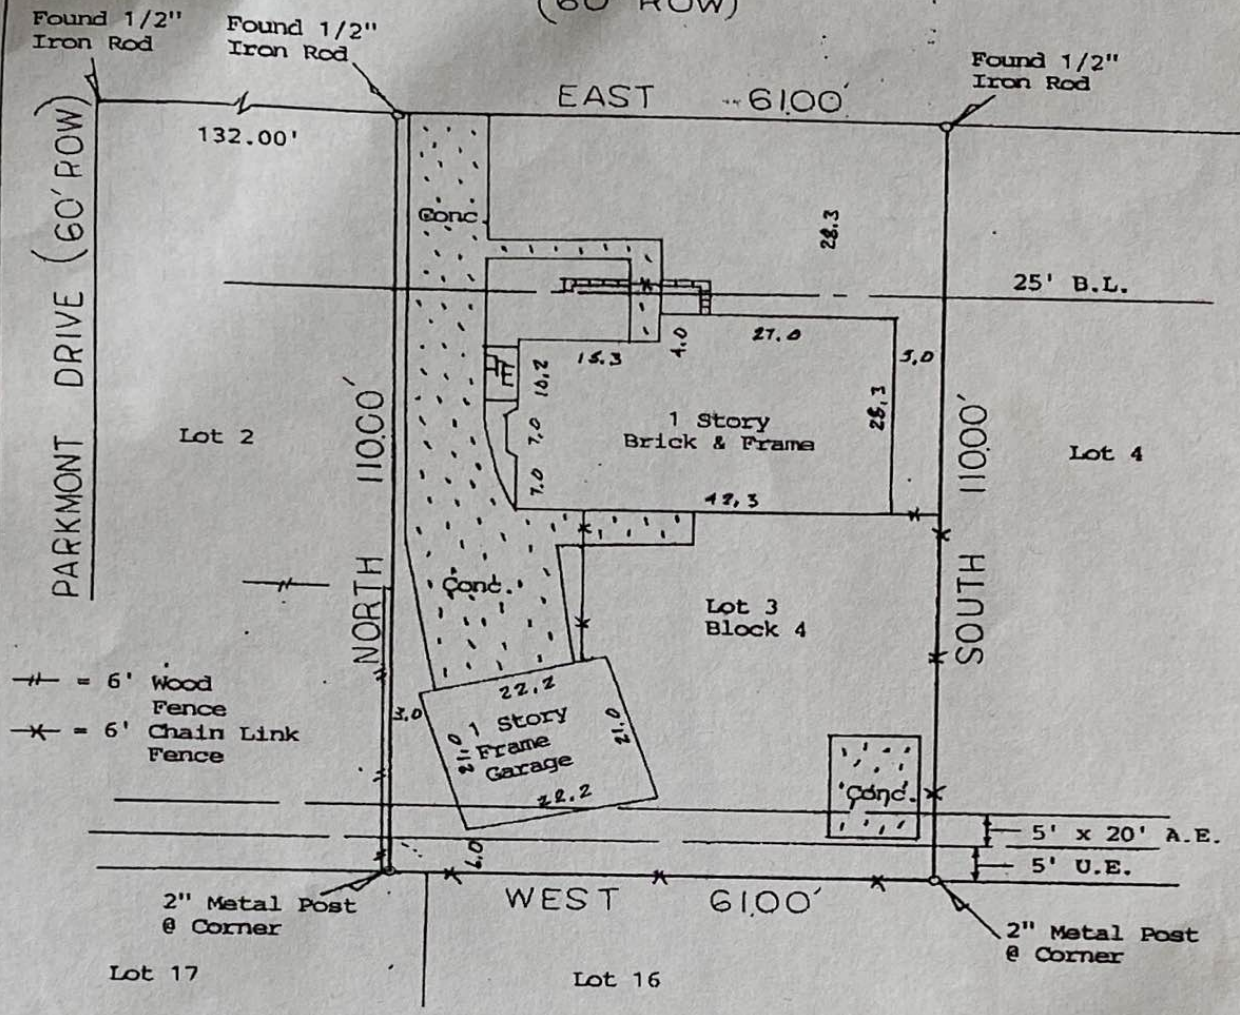 (60' ROW)
Found 1/2"
Iron Rod
Found 1/2"
Iron Rod
Found 1/2"
Iron Rod
EAST 61.00'
132.00'
PARKMONT DRIVE (60' ROW)
Conc.
28.3
25' B.L.
15.3
4.0
27.0
5.0
10.2
7.0
7.0
28.3
1 Story
Brick & Frame
42.3
Lot 2
Lot 4
NORTH 110.00'
SOUTH 110.00'
Conc.
Lot 3
Block 4
= 6' Wood
Fence
= 6' Chain Link
Fence
3.0
22.2
21.0
1 Story
Frame
Garage
21.0
22.2
Conc.
5' x 20' A.E.
5' U.E.
6.0
WEST 61.00'
2" Metal Post
@ Corner
2" Metal Post
@ Corner
Lot 17
Lot 16